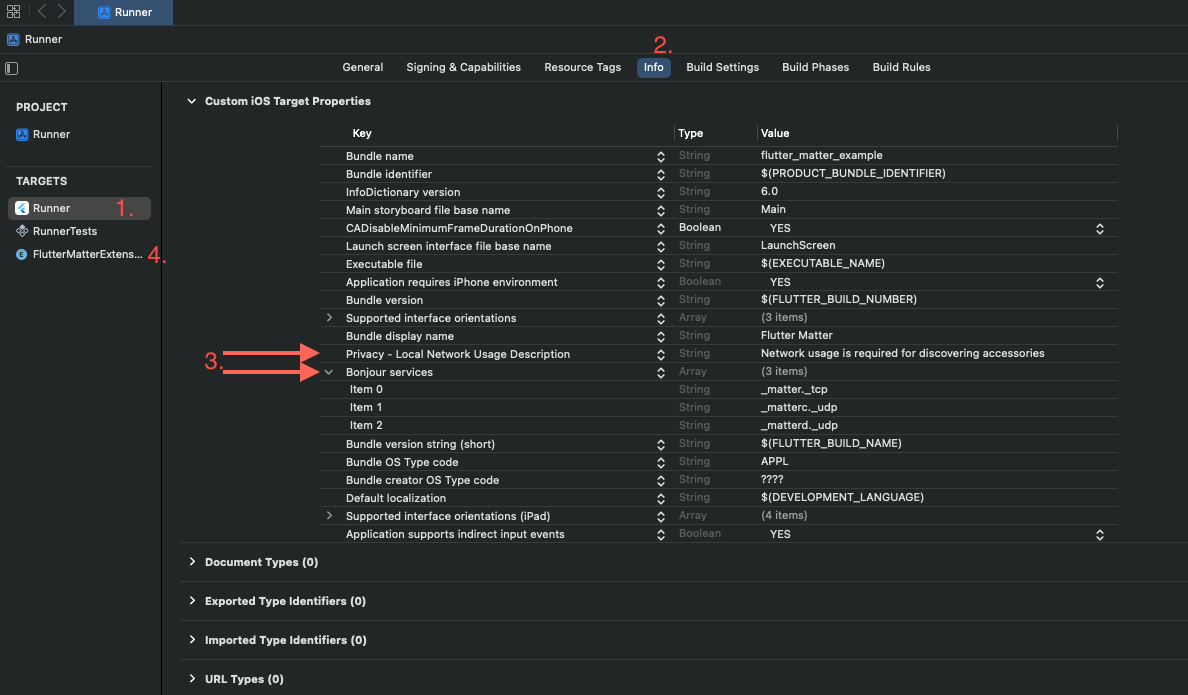 Runner
Runner
2.
General Signing & Capabilities Resource Tags Info Build Settings Build Phases Build Rules
PROJECT
Runner
TARGETS
Runner 1.
RunnerTests
FlutterMatterExtens... 4.
Custom iOS Target Properties
Key Type Value
Bundle name String flutter_matter_example
Bundle identifier String $(PRODUCT_BUNDLE_IDENTIFIER)
InfoDictionary version String 6.0
Main storyboard file base name String Main
CADisableMinimumFrameDurationOnPhone Boolean YES
Launch screen interface file base name String LaunchScreen
Executable file String $(EXECUTABLE_NAME)
Application requires iPhone environment Boolean YES
Bundle version String $(FLUTTER_BUILD_NUMBER)
Supported interface orientations Array (3 items)
Bundle display name String Flutter Matter
3.
Privacy - Local Network Usage Description String Network usage is required for discovering accessories
Bonjour services Array (3 items)
Item 0 String _matter._tcp
Item 1 String _matterc._udp
Item 2 String _matterd._udp
Bundle version string (short) String $(FLUTTER_BUILD_NAME)
Bundle OS Type code String APPL
Bundle creator OS Type code String ????
Default localization String $(DEVELOPMENT_LANGUAGE)
Supported interface orientations (iPad) Array (4 items)
Application supports indirect input events Boolean YES
Document Types (0)
Exported Type Identifiers (0)
Imported Type Identifiers (0)
URL Types (0)